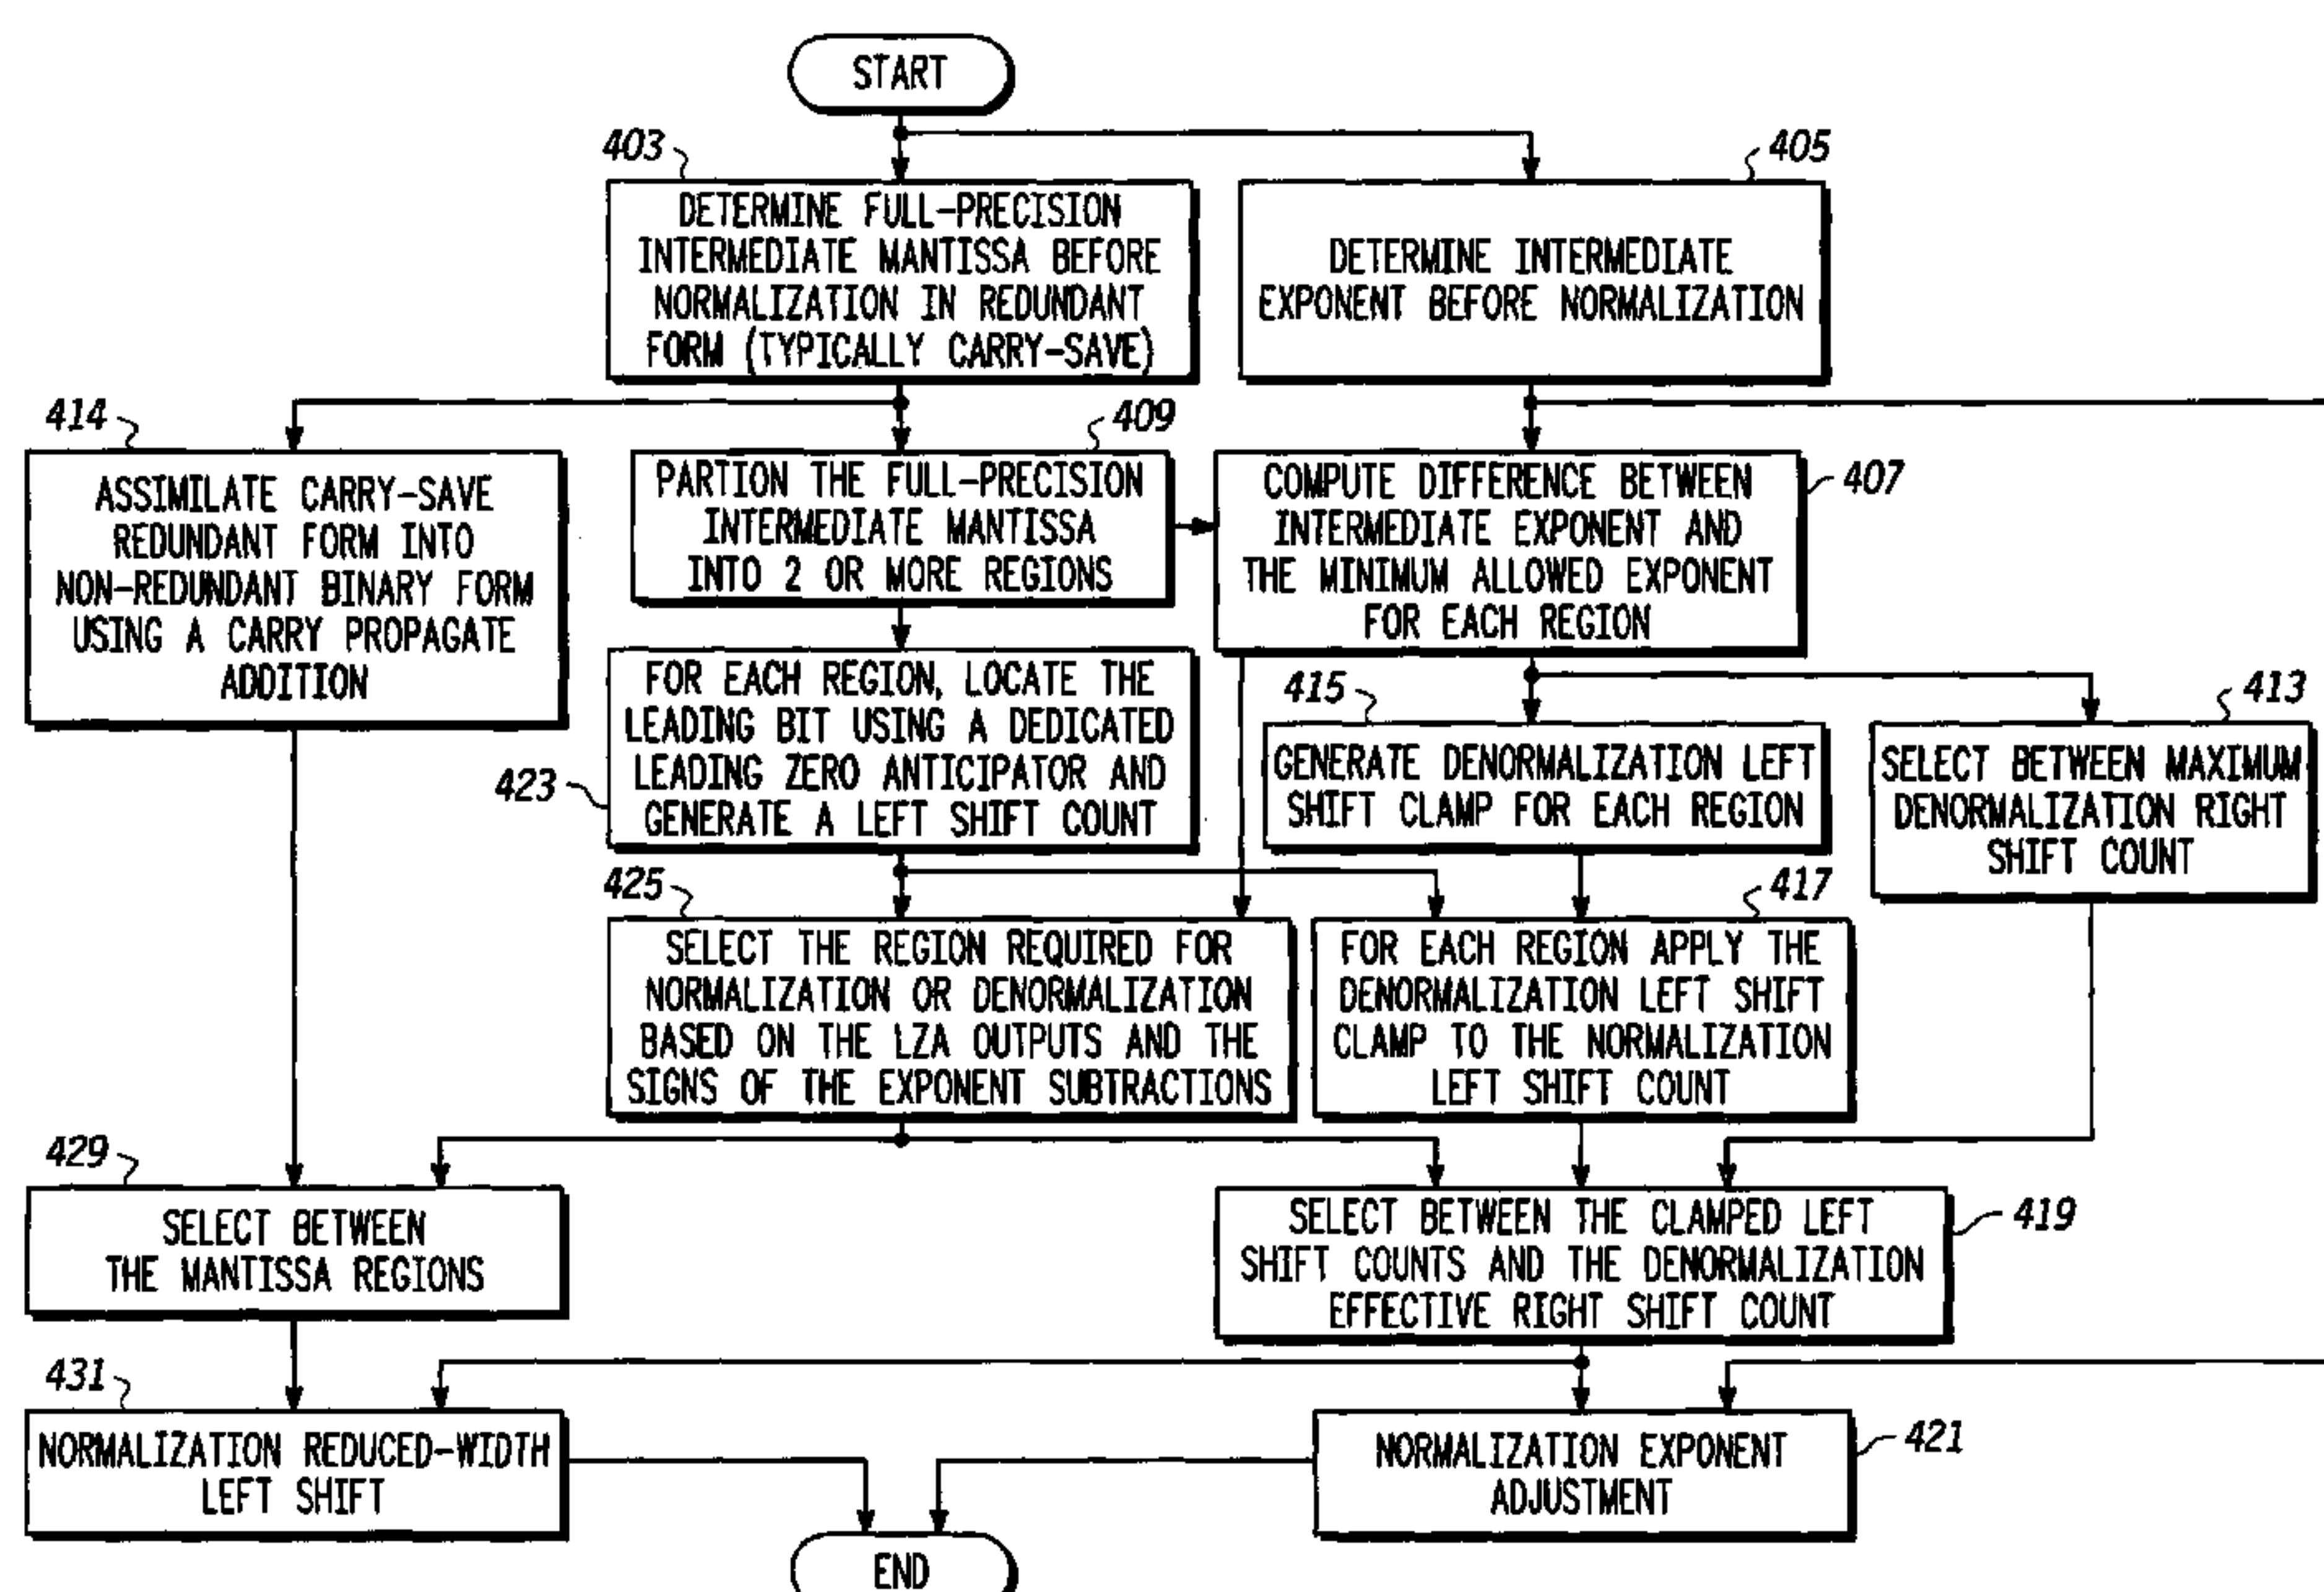 START
403
405
DETERMINE FULL-PRECISION
INTERMEDIATE MANTISSA BEFORE
NORMALIZATION IN REDUNDANT
FORM (TYPICALLY CARRY-SAVE)
DETERMINE INTERMEDIATE
EXPONENT BEFORE NORMALIZATION
414
409
407
ASSIMILATE CARRY-SAVE
REDUNDANT FORM INTO
NON-REDUNDANT BINARY FORM
USING A CARRY PROPAGATE
ADDITION
PARTION THE FULL-PRECISION
INTERMEDIATE MANTISSA
INTO 2 OR MORE REGIONS
COMPUTE DIFFERENCE BETWEEN
INTERMEDIATE EXPONENT AND
THE MINIMUM ALLOWED EXPONENT
FOR EACH REGION
423
FOR EACH REGION, LOCATE THE
LEADING BIT USING A DEDICATED
LEADING ZERO ANTICIPATOR AND
GENERATE A LEFT SHIFT COUNT
415
GENERATE DENORMALIZATION LEFT
SHIFT CLAMP FOR EACH REGION
413
SELECT BETWEEN MAXIMUM
DENORMALIZATION RIGHT
SHIFT COUNT
425
SELECT THE REGION REQUIRED FOR
NORMALIZATION OR DENORMALIZATION
BASED ON THE LZA OUTPUTS AND THE
SIGNS OF THE EXPONENT SUBTRACTIONS
417
FOR EACH REGION APPLY THE
DENORMALIZATION LEFT SHIFT
CLAMP TO THE NORMALIZATION
LEFT SHIFT COUNT
429
SELECT BETWEEN
THE MANTISSA REGIONS
419
SELECT BETWEEN THE CLAMPED LEFT
SHIFT COUNTS AND THE DENORMALIZATION
EFFECTIVE RIGHT SHIFT COUNT
431
NORMALIZATION REDUCED-WIDTH
LEFT SHIFT
421
NORMALIZATION EXPONENT
ADJUSTMENT
END